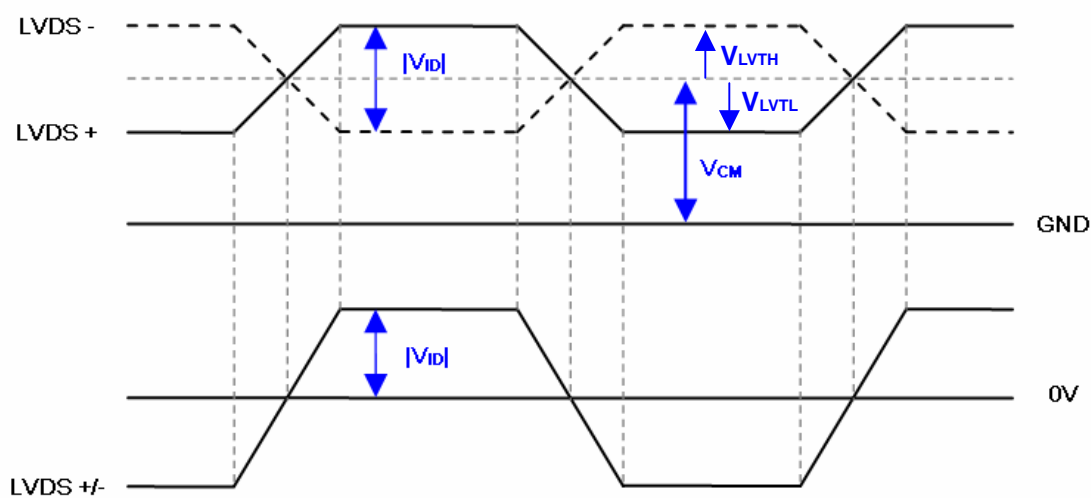 LVDS -
|VID|
VLVTH
VLVTL
LVDS +
VCM
GND
|VID|
0V
LVDS +/-